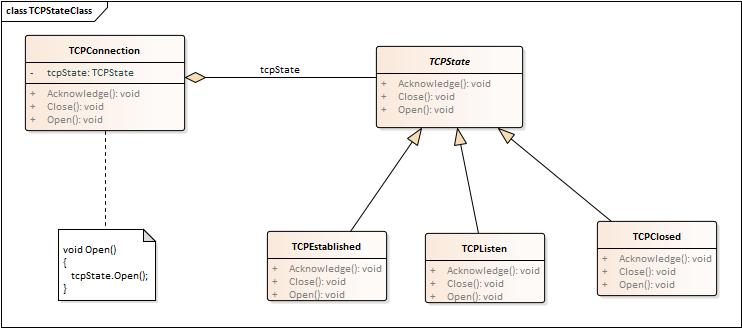 class TCPStateClass
TCPConnection
- tcpState: TCPState
+ Acknowledge(): void
+ Close(): void
+ Open(): void
tcpState
TCPState
+ Acknowledge(): void
+ Close(): void
+ Open(): void
void Open()
{
tcpState.Open();
}
TCPEstablished
+ Acknowledge(): void
+ Close(): void
+ Open(): void
TCPListen
+ Acknowledge(): void
+ Close(): void
+ Open(): void
TCPClosed
+ Acknowledge(): void
+ Close(): void
+ Open(): void